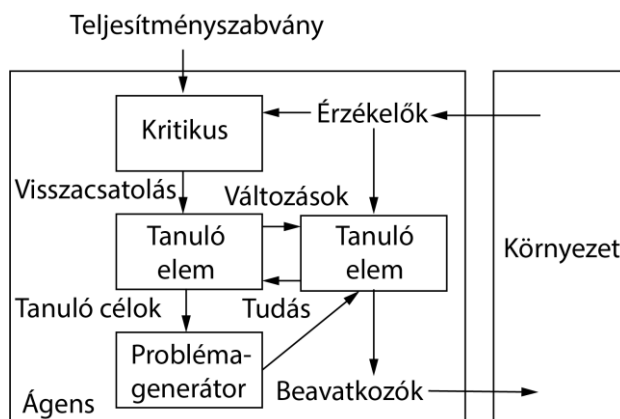 Teljesítményszabvány
Kritikus
Érzékelők
Visszacsatolás
Változások
Tanuló
elem
Tanuló
elem
Környezet
Tanuló célok
Tudás
Probléma-
generátor
Ágens
Beavatkozók